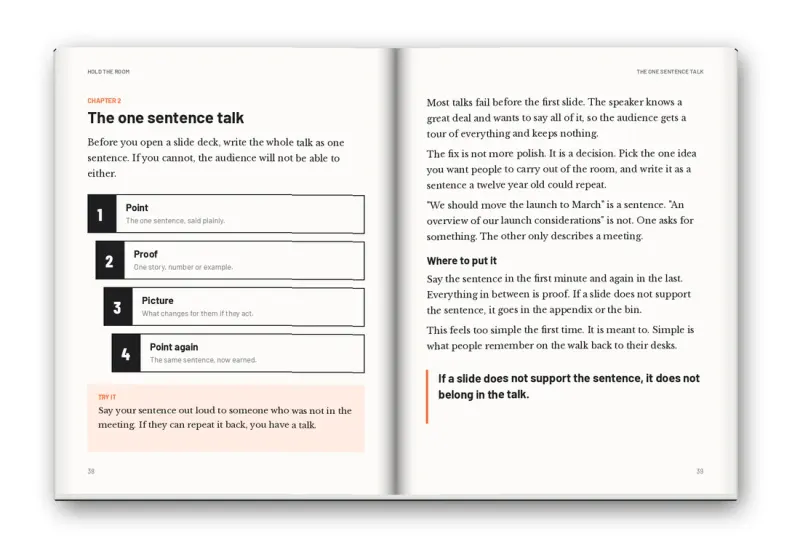 HOLD THE ROOM
CHAPTER 2
The one sentence talk
Before you open a slide deck, write the whole talk as one
sentence. If you cannot, the audience will not be able to
either.
1
Point
The one sentence, said plainly.
2
Proof
One story, number or example.
3
Picture
What changes for them if they act.
4
Point again
The same sentence, now earned.
TRY IT
Say your sentence out loud to someone who was not in the
meeting. If they can repeat it back, you have a talk.
38
THE ONE SENTENCE TALK
Most talks fail before the first slide. The speaker knows a
great deal and wants to say all of it, so the audience gets a
tour of everything and keeps nothing.
The fix is not more polish. It is a decision. Pick the one idea
you want people to carry out of the room, and write it as a
sentence a twelve year old could repeat.
"We should move the launch to March" is a sentence. "An
overview of our launch considerations" is not. One asks for
something. The other only describes a meeting.
Where to put it
Say the sentence in the first minute and again in the last.
Everything in between is proof. If a slide does not support
the sentence, it goes in the appendix or the bin.
This feels too simple the first time. It is meant to. Simple is
what people remember on the walk back to their desks.
If a slide does not support the sentence, it does not
belong in the talk.
39